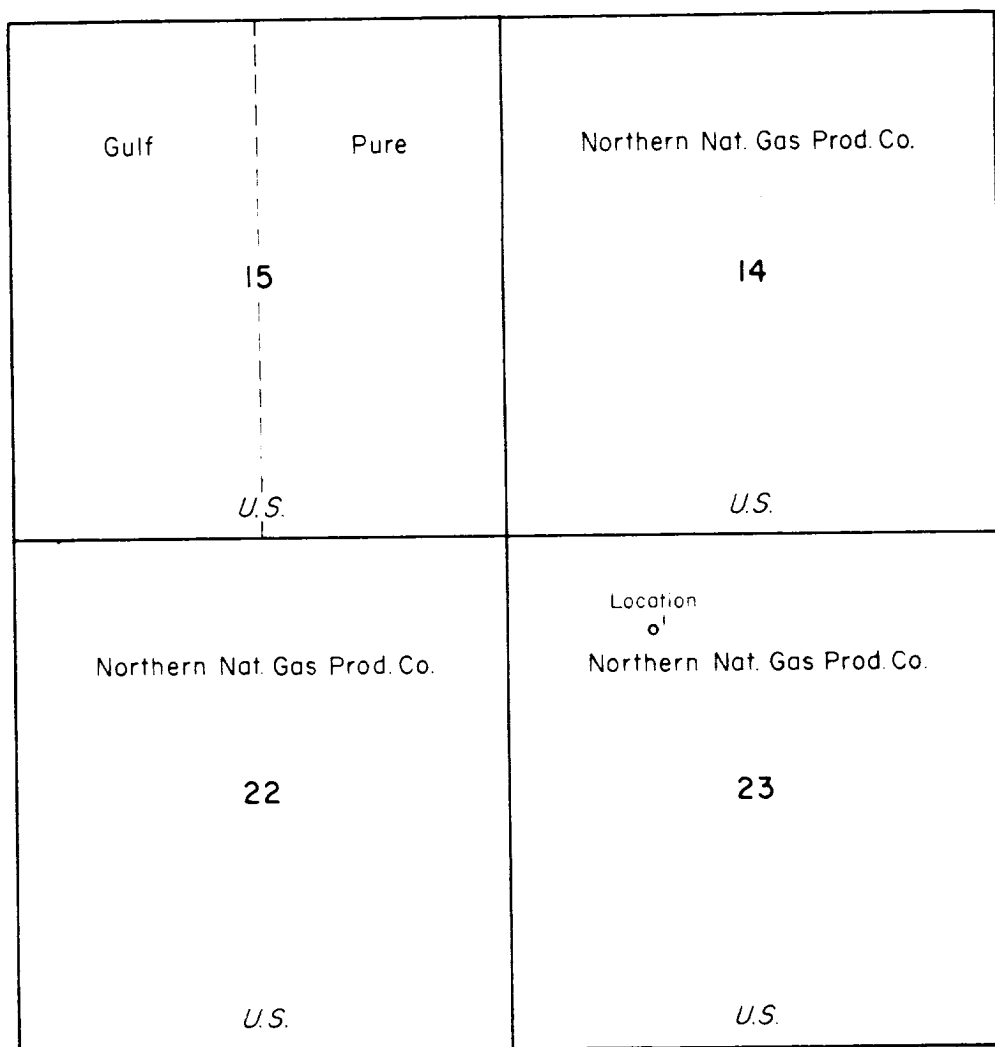 Gulf
Pure
Northern Nat. Gas Prod. Co.
15
14
U.S.
U.S.
Location
1
Northern Nat. Gas Prod. Co.
Northern Nat. Gas Prod. Co.
22
23
U.S.
U.S.